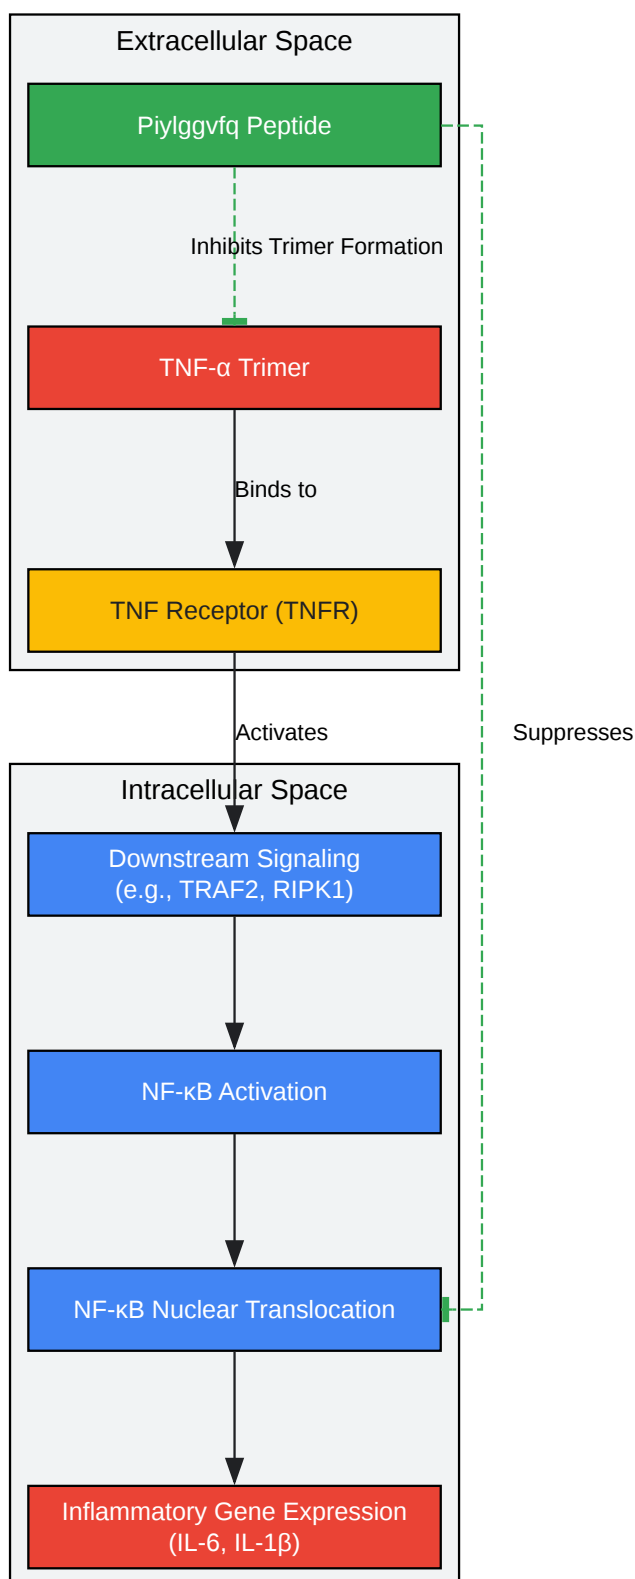 Extracellular Space
Piylggvfq Peptide
Inhibits Trimer Formation
TNF-α Trimer
Binds to
TNF Receptor (TNFR)
Activates
Suppresses
Intracellular Space
Downstream Signaling
(e.g., TRAF2, RIPK1)
NF-κB Activation
NF-κB Nuclear Translocation
Inflammatory Gene Expression
(IL-6, IL-1β)